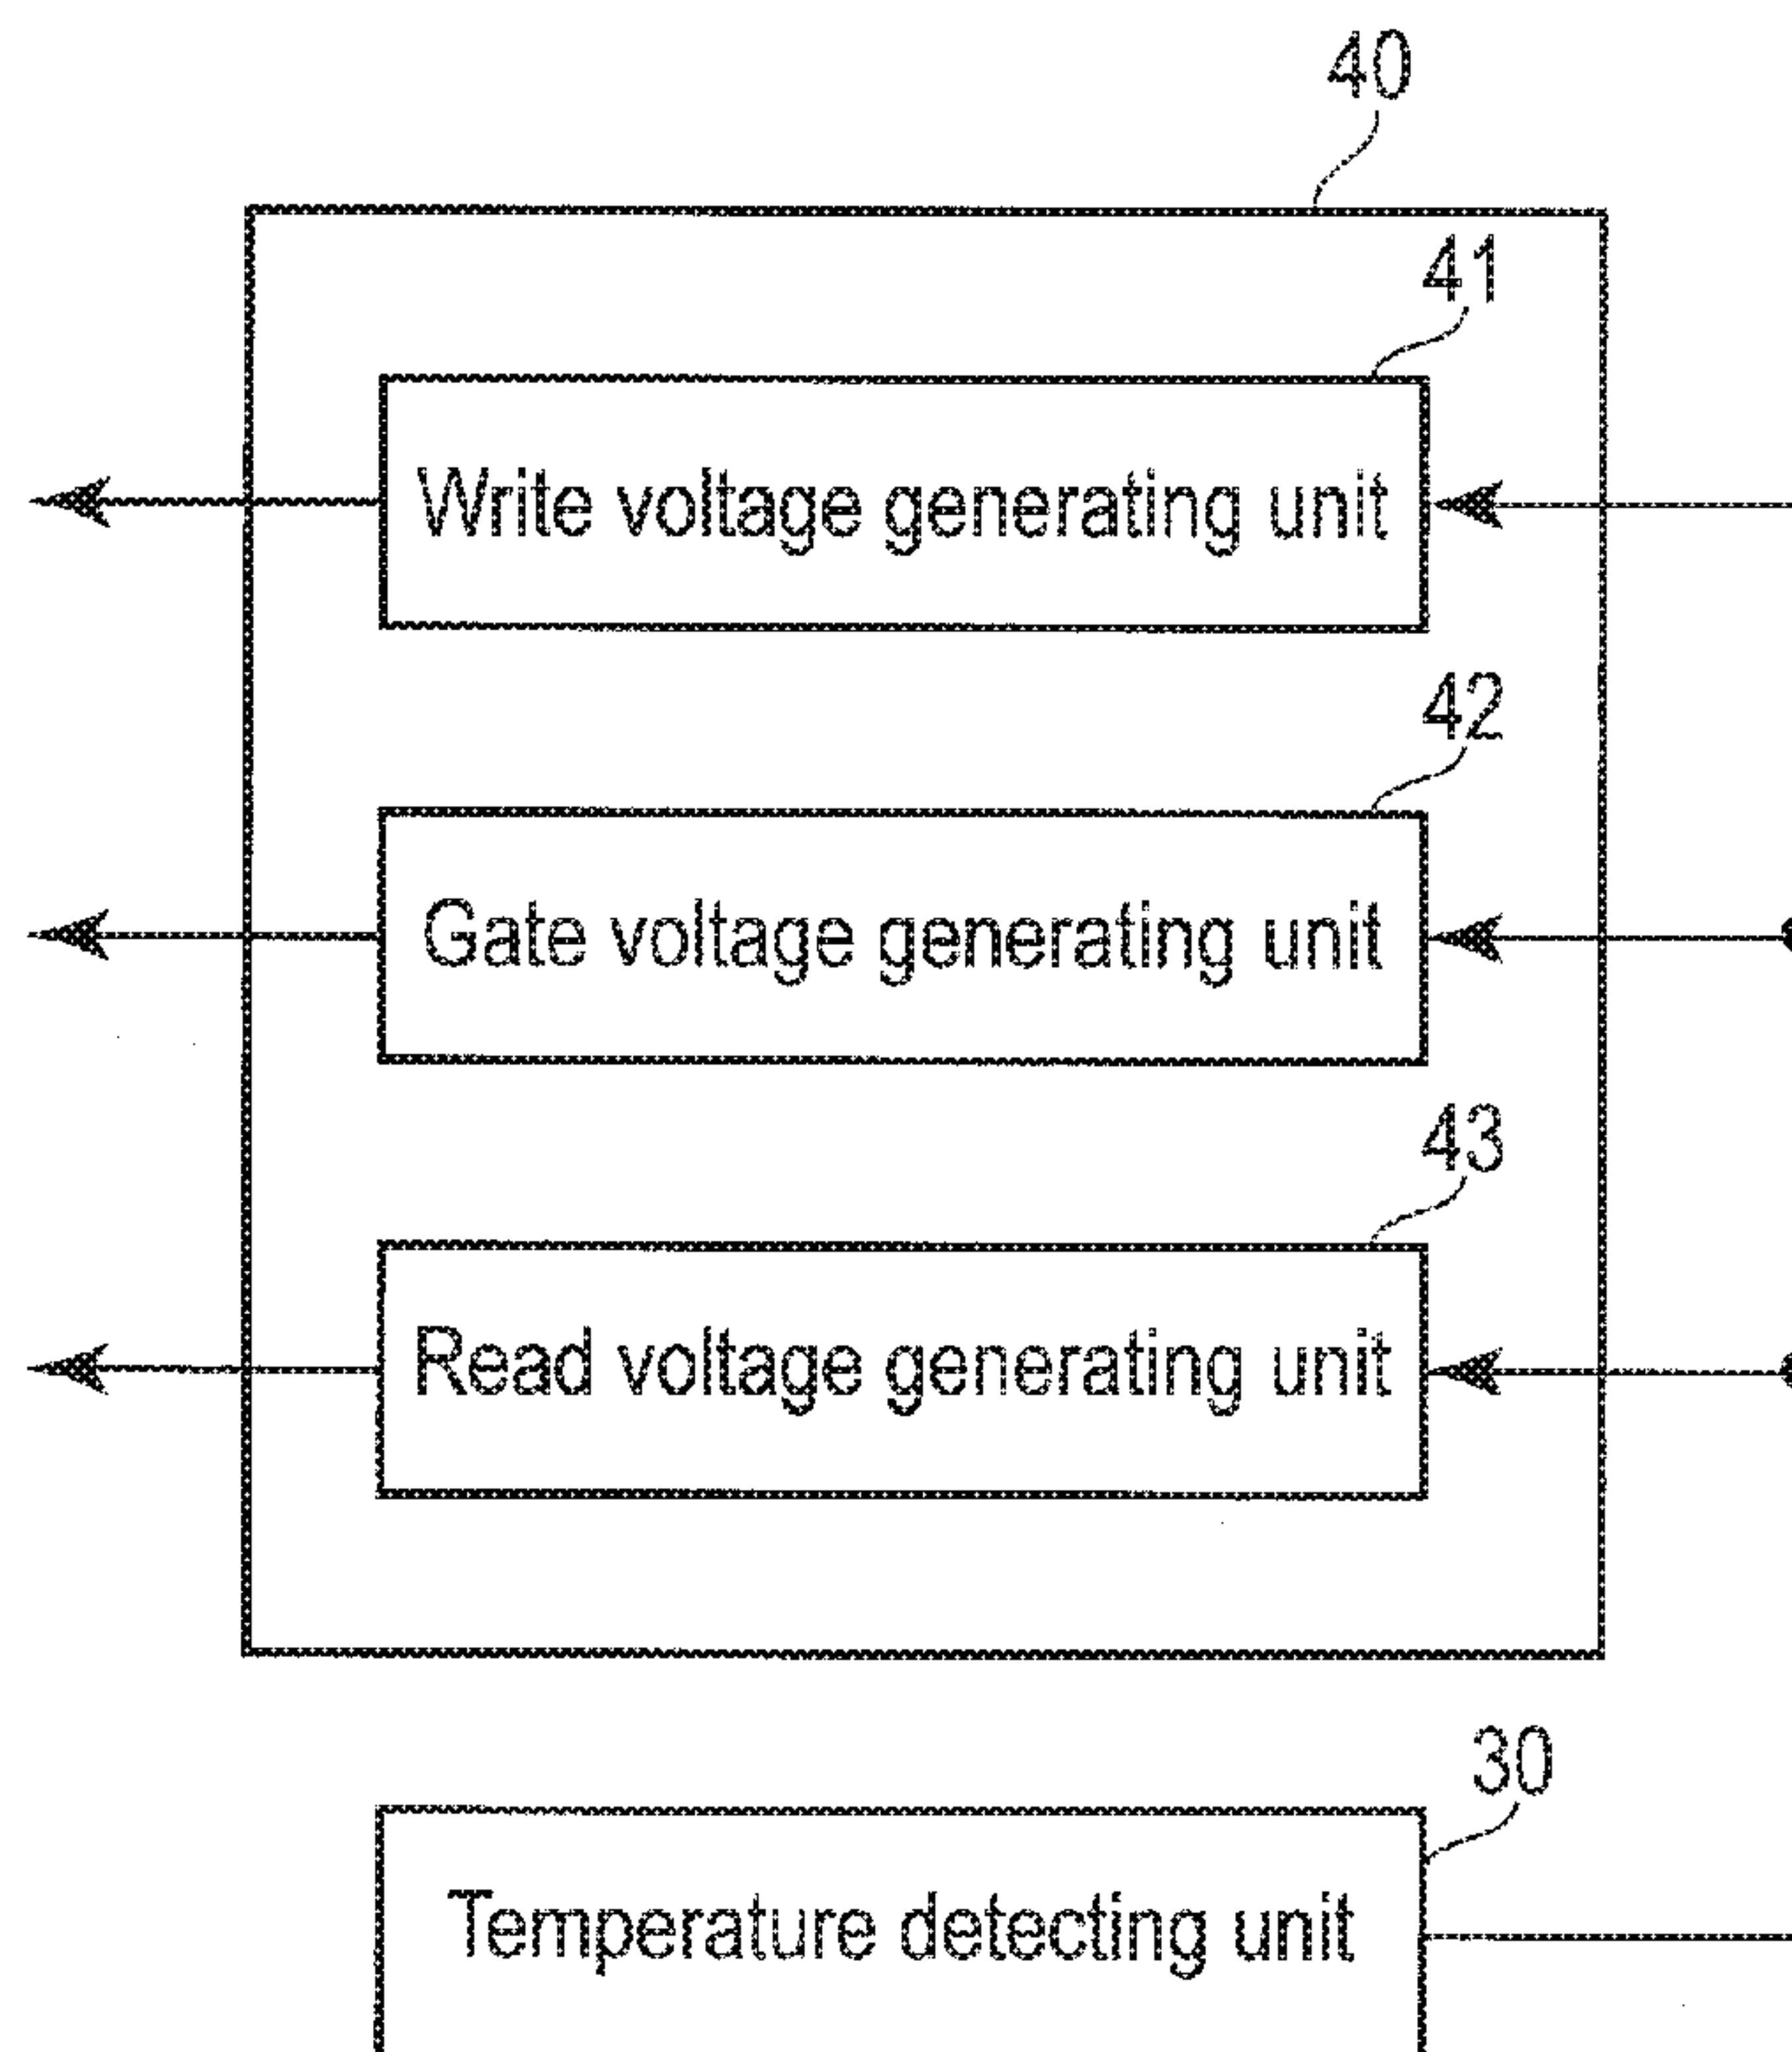 40
41
Write voltage generating unit
42
Gate voltage generating unit
43
Read voltage generating unit
30
Temperature detecting unit